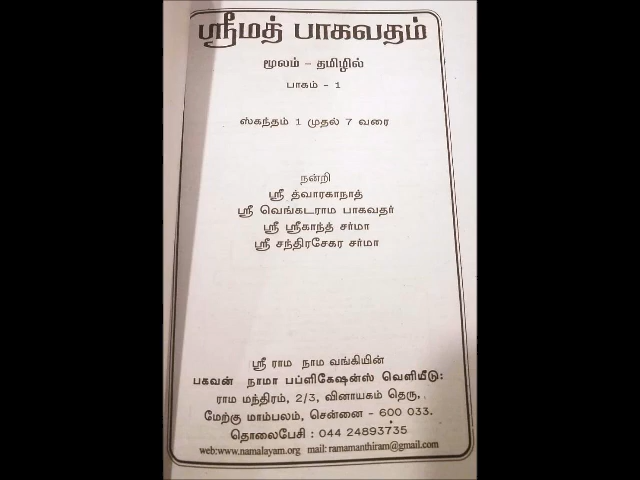 ஸ்ரீமத் பாகவதம்
மூலம் – தமிழில்
பாகம் - 1
ஸ்கந்தம் 1 முதல் 7 வரை
நன்றி
ஸ்ரீ த்வாரகாநாத்
ஸ்ரீ வெங்கடராம பாகவதர்
ஸ்ரீ ஸ்ரீகாந்த் சர்மா
ஸ்ரீ சந்திரசேகர சர்மா
ஸ்ரீ ராம நாம வங்கியின்
பகவன் நாமா பப்ளிகேஷன்ஸ் வெளியீடு:
ராம மந்திரம், 2/3, விநாயகம் தெரு,
மேற்கு மாம்பலம், சென்னை – 600 033.
தொலைபேசி : 044 24893735
web:www.namalayam.org mail: ramamanthiram@gmail.com